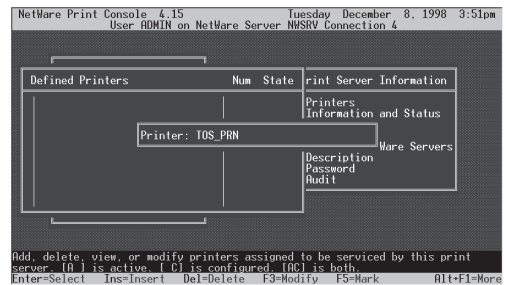 NetWare Print Console 4.15 Tuesday December 8, 1998 3:51pm
User ADMIN on NetWare Server NWSRV Connection 4
Defined Printers Num State
rint Server Information
Printers
Information and Status
Printer: TOS_PRN
Ware Servers
Description
Password
Audit
Add, delete, view, or modify printers assigned to be serviced by this print
server. [A ] is active. [ C] is configured. [AC] is both.
Enter=Select Ins=Insert Del=Delete F3=Modify F5=Mark Alt+F1=More